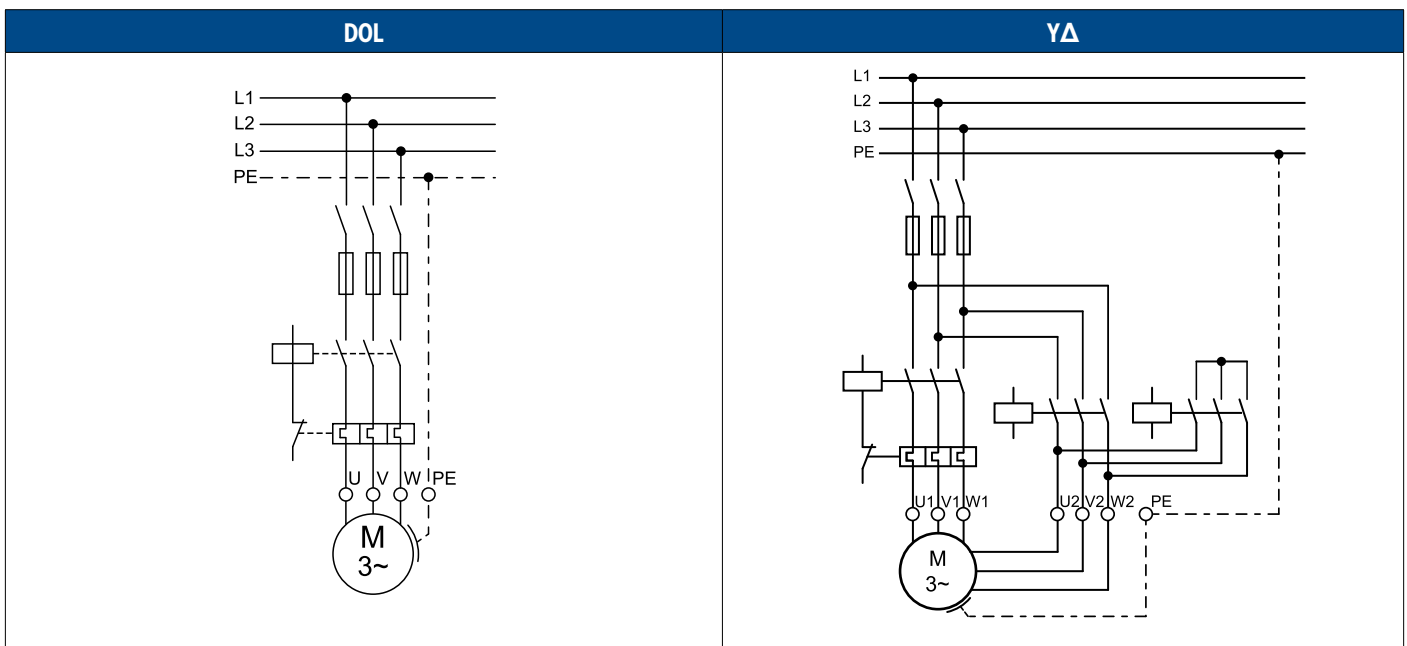 DOL
YΔ
L1
L2
L3
PE
U V W PE
M
3~
L1
L2
L3
PE
U1 V1 W1 U2 V2 W2 PE
M
3~